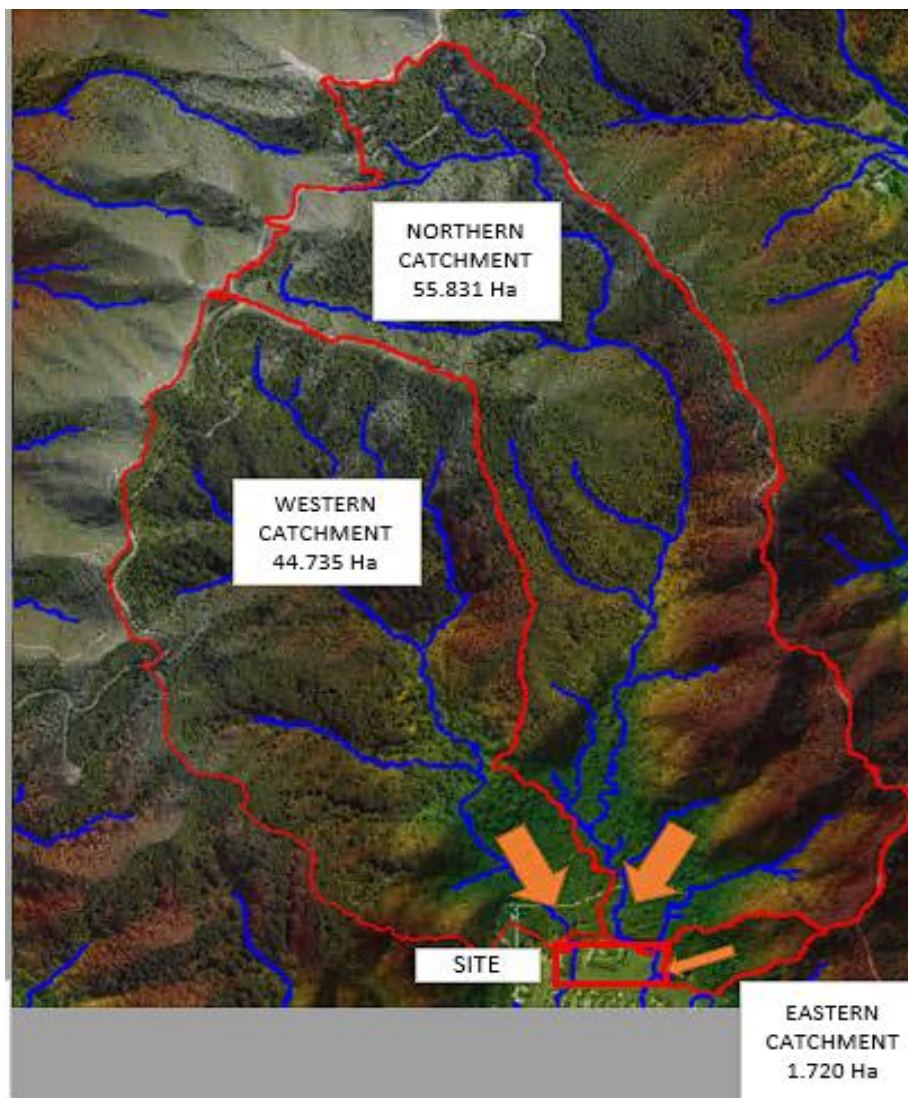 NORTHERN
CATCHMENT
55.831 Ha
WESTERN
CATCHMENT
44.735 Ha
SITE
EASTERN
CATCHMENT
1.720 Ha